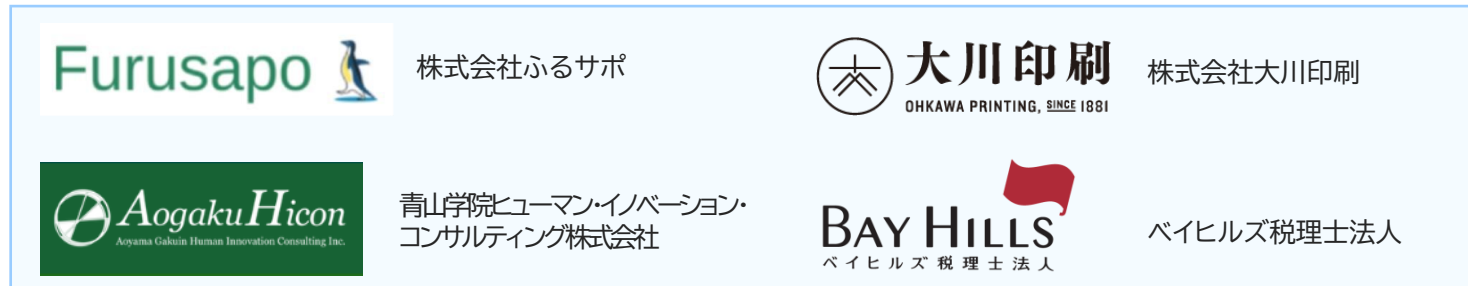 Furusapo
株式会社ふるサポ
大川印刷
OHKAWA PRINTING, SINCE 1881
株式会社大川印刷
Aogaku Hicon
Aoyama Gakuin Human Innovation Consulting Inc.
青山学院ヒューマン・イノベーション・
コンサルティング株式会社
BAY HILLS
ベイヒルズ税理士法人
ベイヒルズ税理士法人